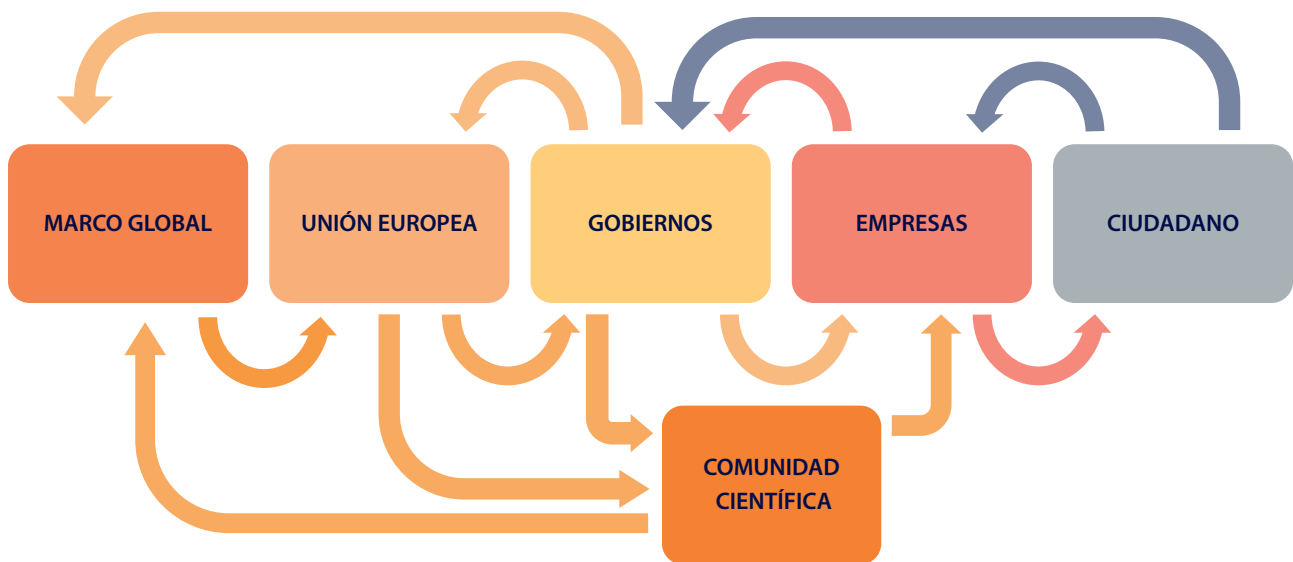 MARCO GLOBAL
UNIÓN EUROPEA
GOBIERNOS
EMPRESAS
CIUDADANO
COMUNIDAD
CIENTÍFICA